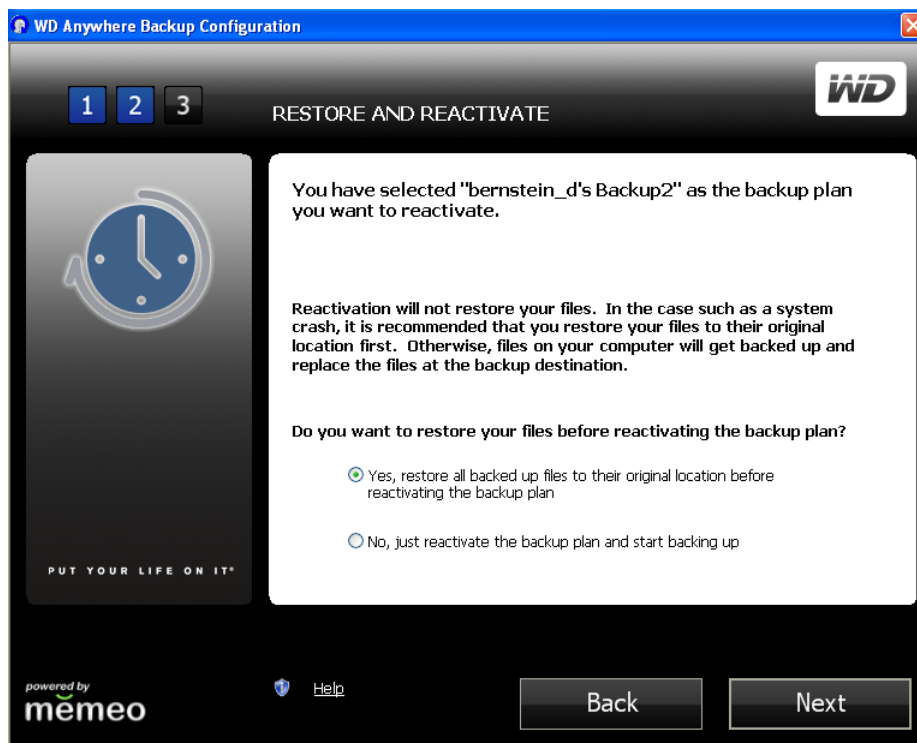 WD Anywhere Backup Configuration
1 2 3
RESTORE AND REACTIVATE
WD
You have selected "bernstein_d's Backup2" as the backup plan
you want to reactivate.
Reactivation will not restore your files. In the case such as a system
crash, it is recommended that you restore your files to their original
location first. Otherwise, files on your computer will get backed up and
replace the files at the backup destination.
Do you want to restore your files before reactivating the backup plan?
Yes, restore all backed up files to their original location before
reactivating the backup plan
No, just reactivate the backup plan and start backing up
PUT YOUR LIFE ON IT®
powered by
mĕmeo
Help
Back
Next